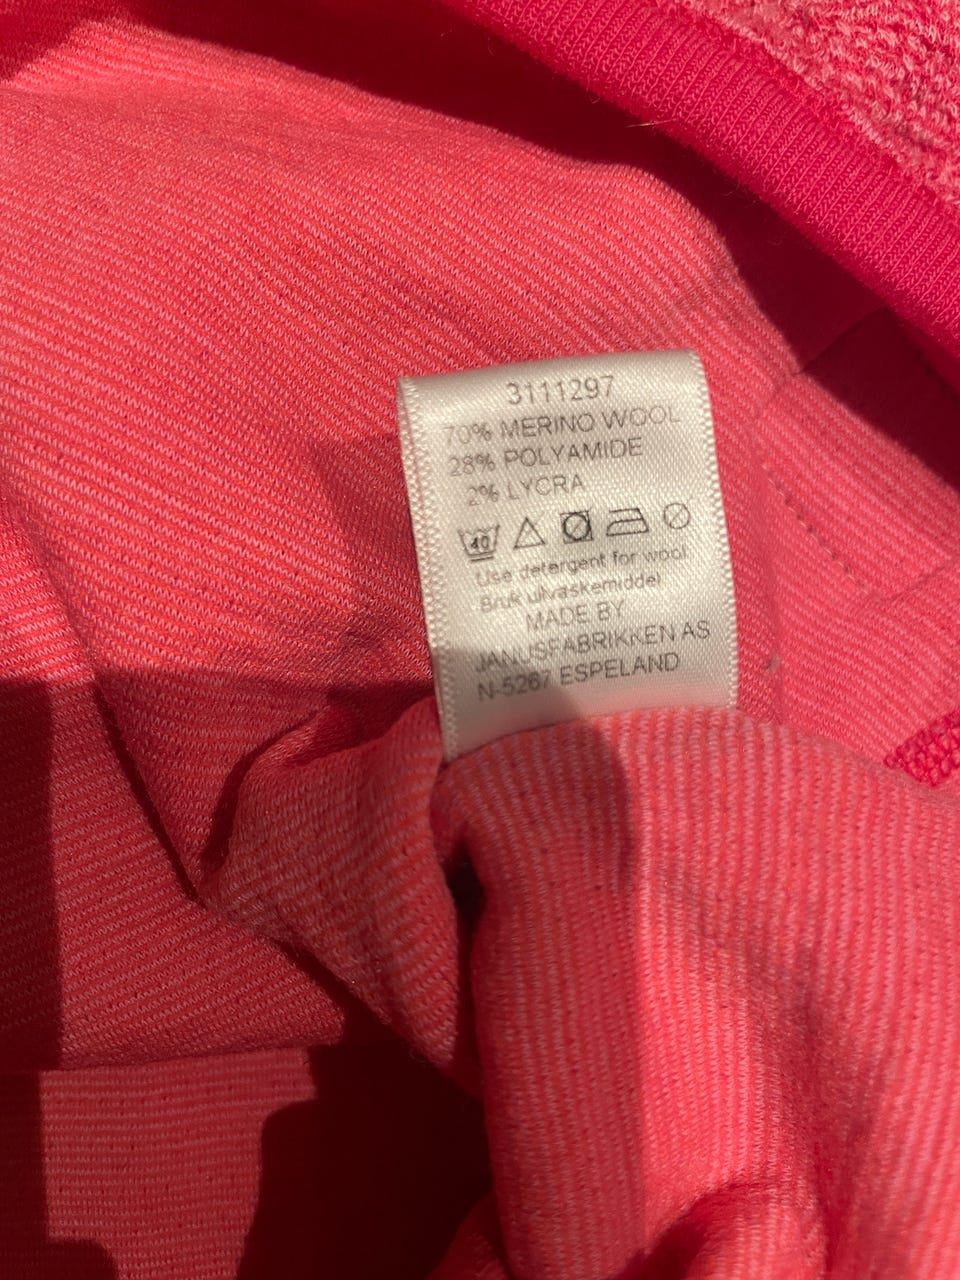 3111297
70% MERINO WOOL
28% POLYAMIDE
2% LYCRA
40
Use detergent for wool
Bruk ulvaskemiddel
MADE BY
JANUSFABRIKKEN AS
N-5267 ESPELAND